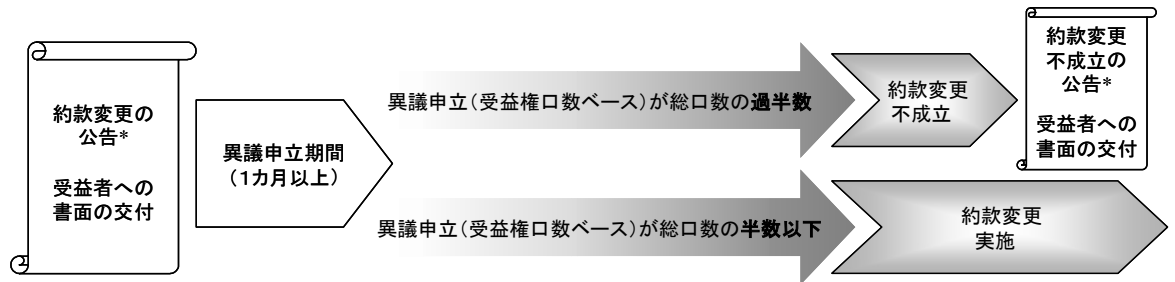 約款変更の
公告*
受益者への
書面の交付
異議申立期間
（1カ月以上）
異議申立（受益権口数ベース）が総口数の過半数
約款変更
不成立
約款変更
不成立の
公告*
受益者への
書面の交付
異議申立（受益権口数ベース）が総口数の半数以下
約款変更
実施